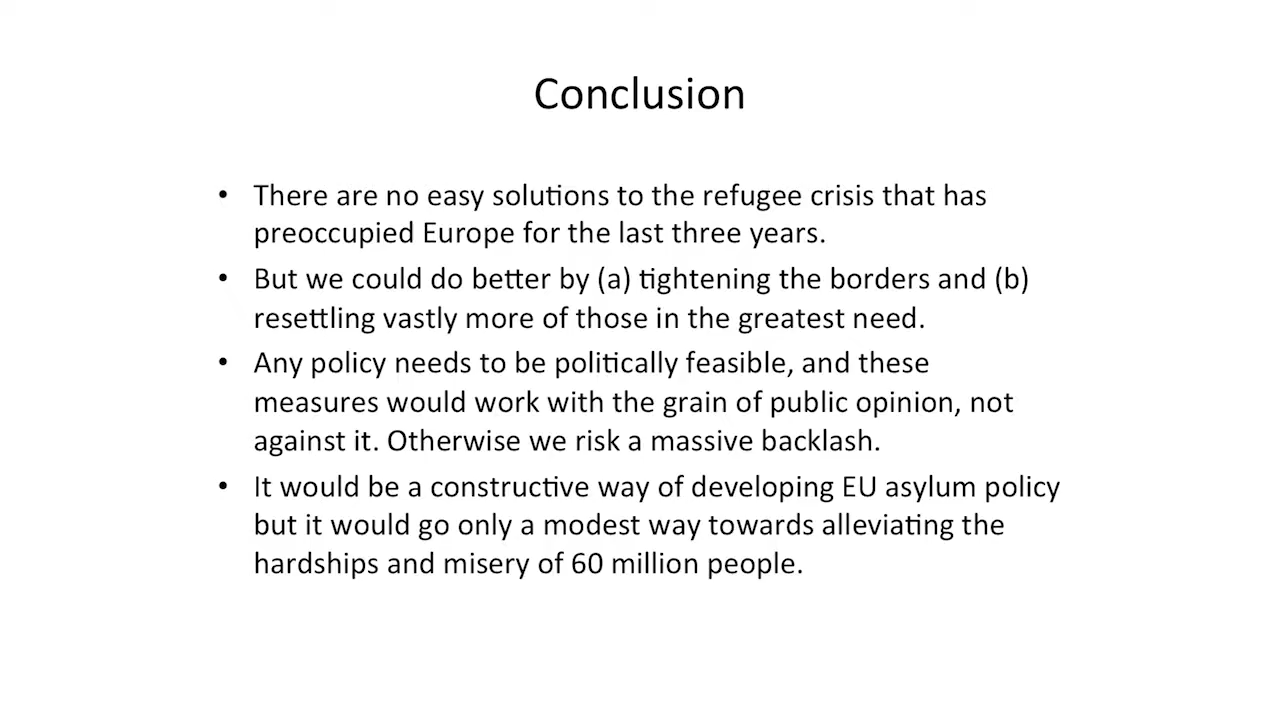 Conclusion
• There are no easy solutions to the refugee crisis that has
preoccupied Europe for the last three years.
• But we could do better by (a) tightening the borders and (b)
resettling vastly more of those in the greatest need.
• Any policy needs to be politically feasible, and these
measures would work with the grain of public opinion, not
against it. Otherwise we risk a massive backlash.
• It would be a constructive way of developing EU asylum policy
but it would go only a modest way towards alleviating the
hardships and misery of 60 million people.